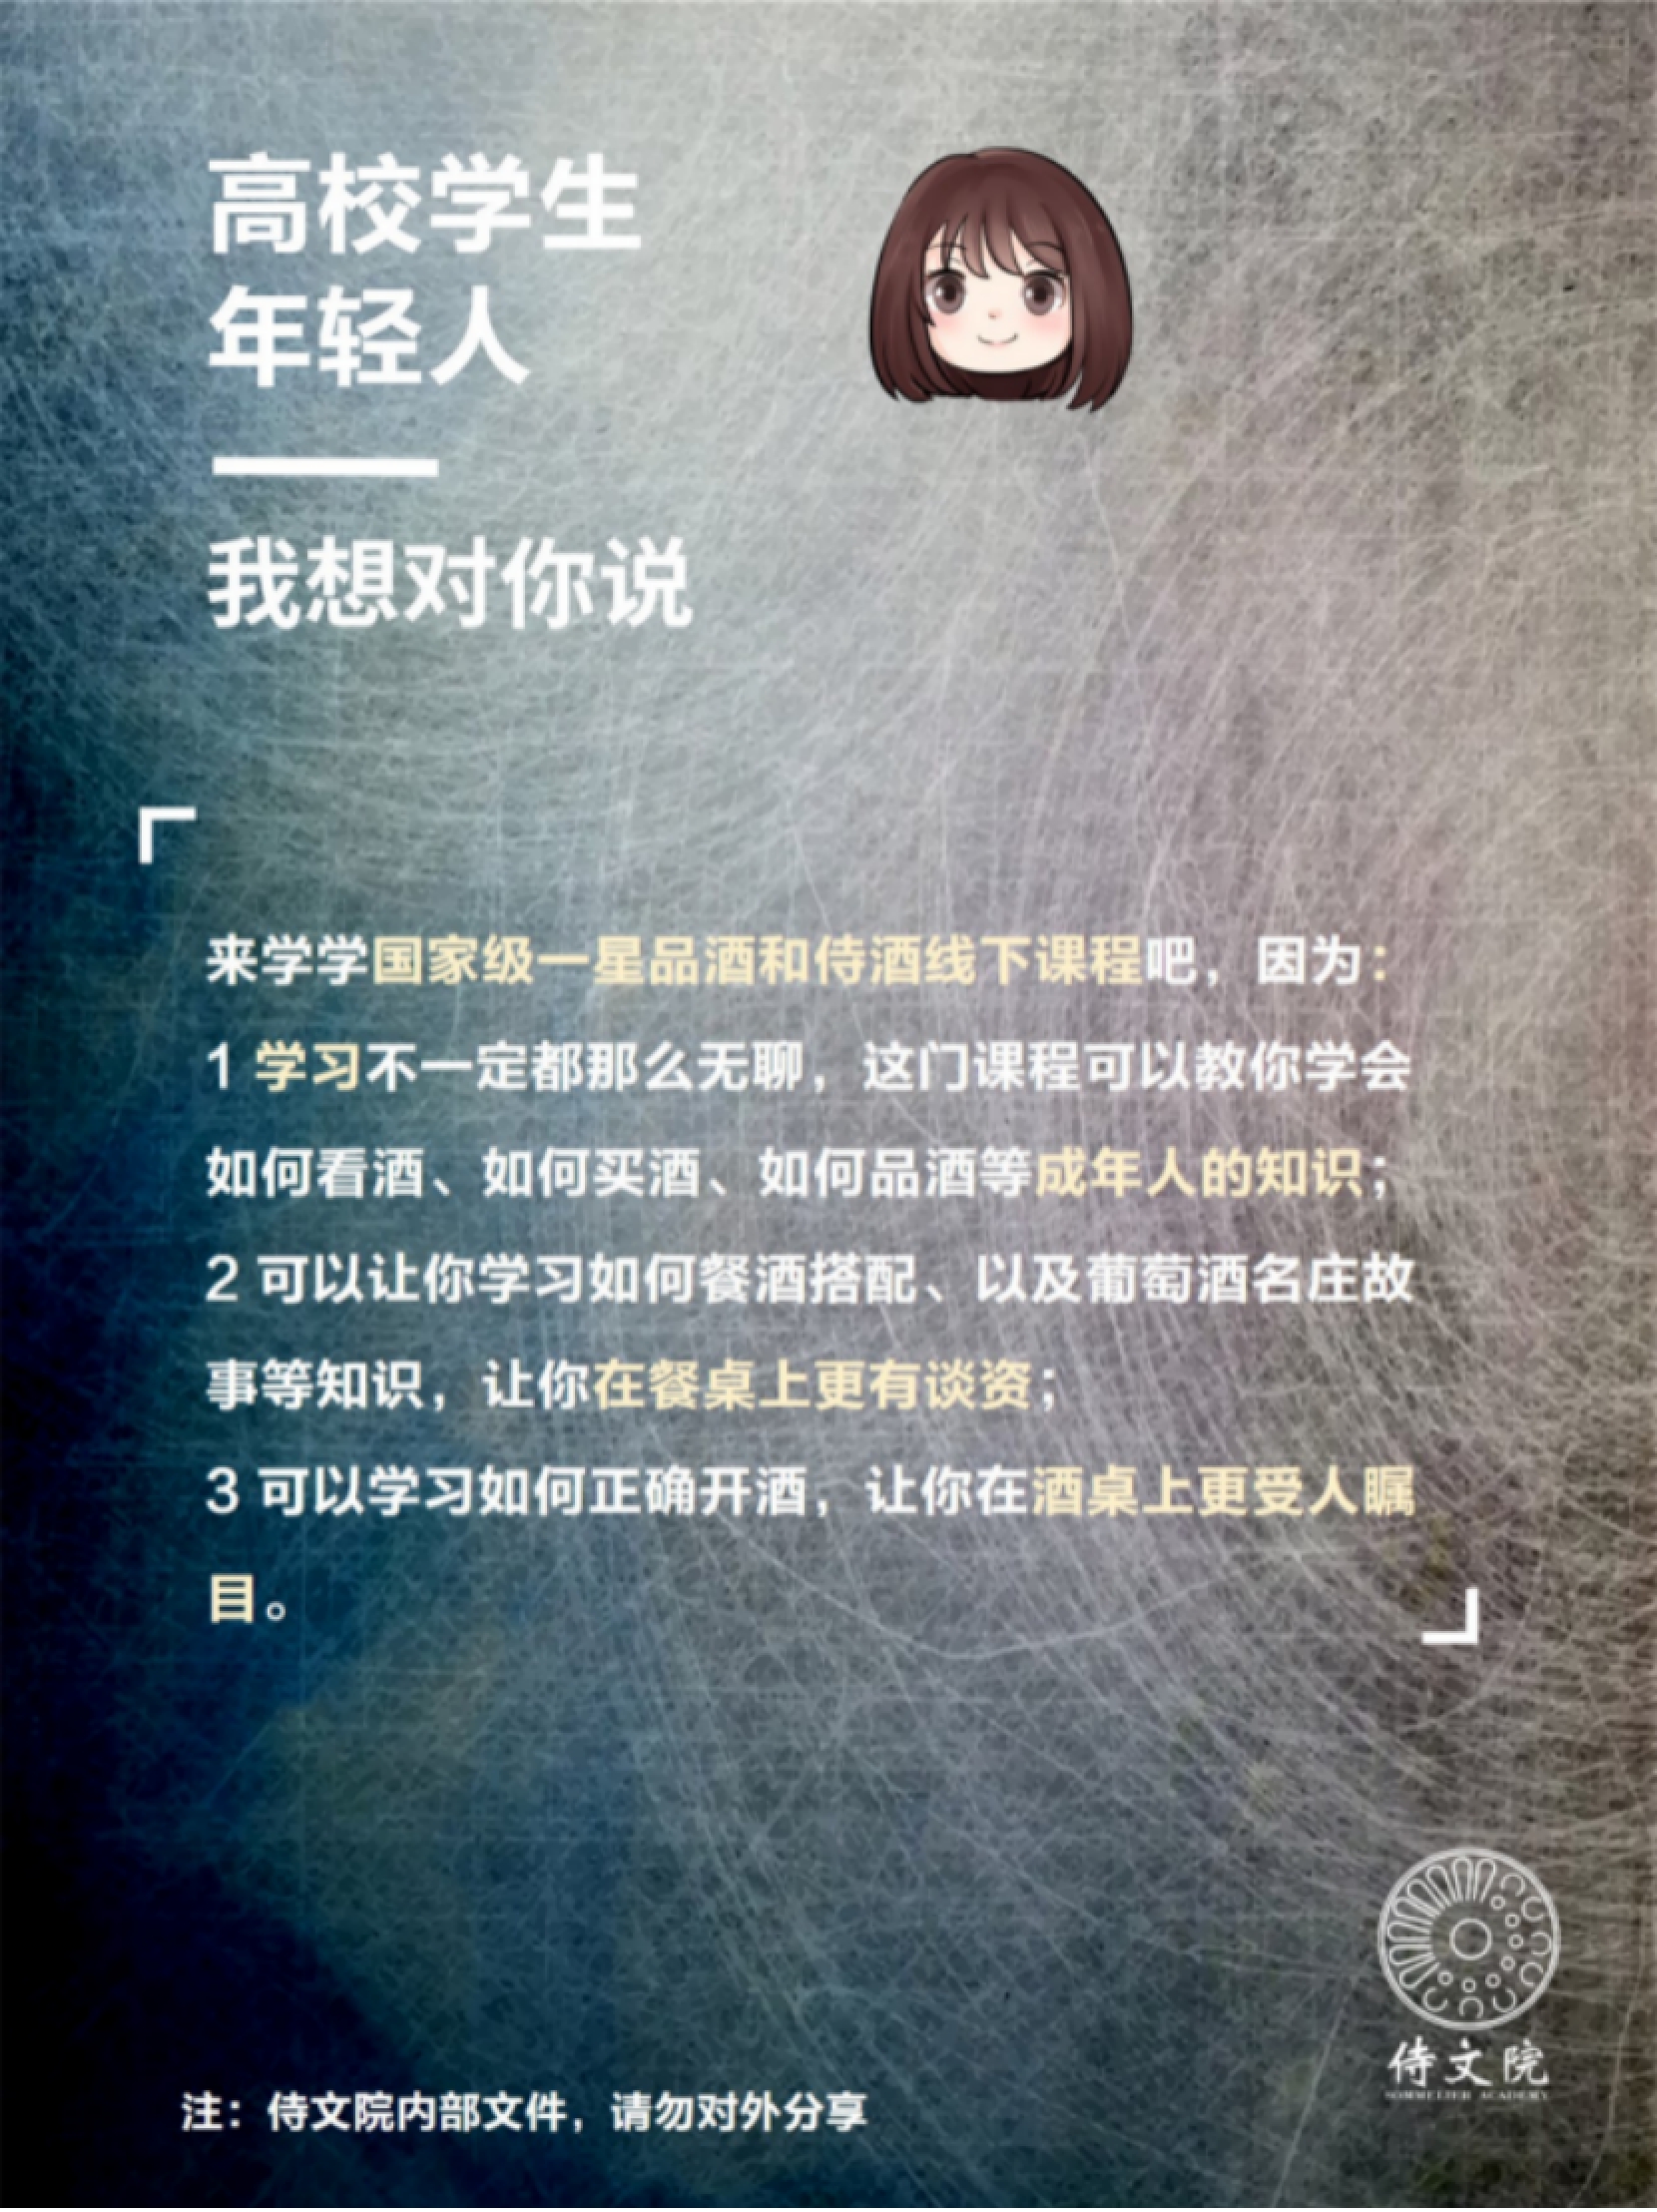 高校学生
年轻人
我想对你说
「
来学学国家级一星品酒和侍酒线下课程吧，因为：
1 学习不一定都那么无聊，这门课程可以教你学会
如何看酒、如何买酒、如何品酒等成年人的知识；
2 可以让你学习如何餐酒搭配、以及葡萄酒名庄故
事等知识，让你在餐桌上更有谈资；
3 可以学习如何正确开酒，让你在酒桌上更受人瞩
目。
」
侍文院
SOMMELIER ACADEMY
注：侍文院内部文件，请勿对外分享